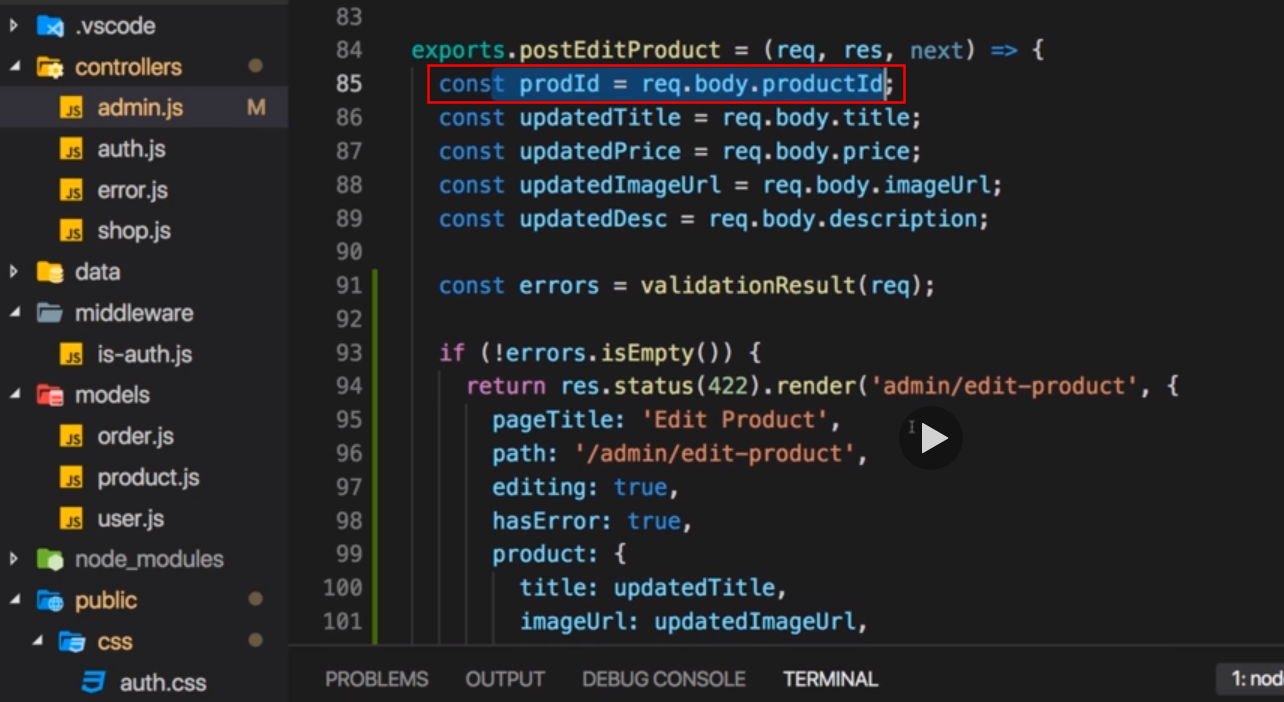 .vscode
controllers
admin.js M
auth.js
error.js
shop.js
data
middleware
is-auth.js
models
order.js
product.js
user.js
node_modules
public
css
auth.css
83
84 exports.postEditProduct = (req, res, next) => {
85 const prodId = req.body.productId;
86 const updatedTitle = req.body.title;
87 const updatedPrice = req.body.price;
88 const updatedImageUrl = req.body.imageUrl;
89 const updatedDesc = req.body.description;
90
91 const errors = validationResult(req);
92
93 if (!errors.isEmpty()) {
94 return res.status(422).render('admin/edit-product', {
95 pageTitle: 'Edit Product',
96 path: '/admin/edit-product',
97 editing: true,
98 hasError: true,
99 product: {
100 title: updatedTitle,
101 imageUrl: updatedImageUrl,
PROBLEMS OUTPUT DEBUG CONSOLE TERMINAL 1: nod